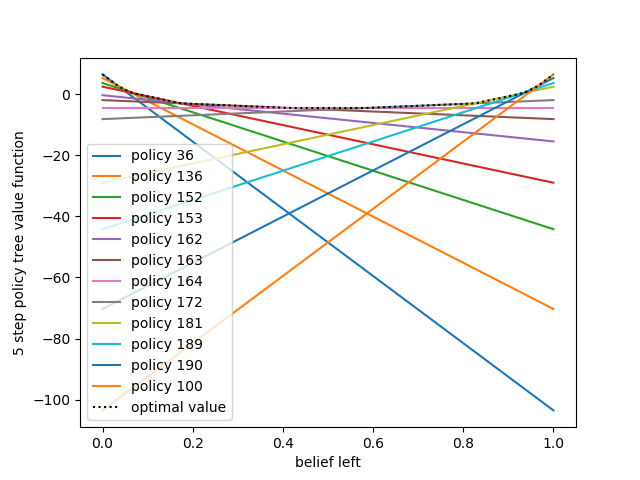 0
−20
−40
−60
−80
−100
5 step policy tree value function
policy 36
policy 136
policy 152
policy 153
policy 162
policy 163
policy 164
policy 172
policy 181
policy 189
policy 190
policy 100
optimal value
0.0 0.2 0.4 0.6 0.8 1.0
belief left